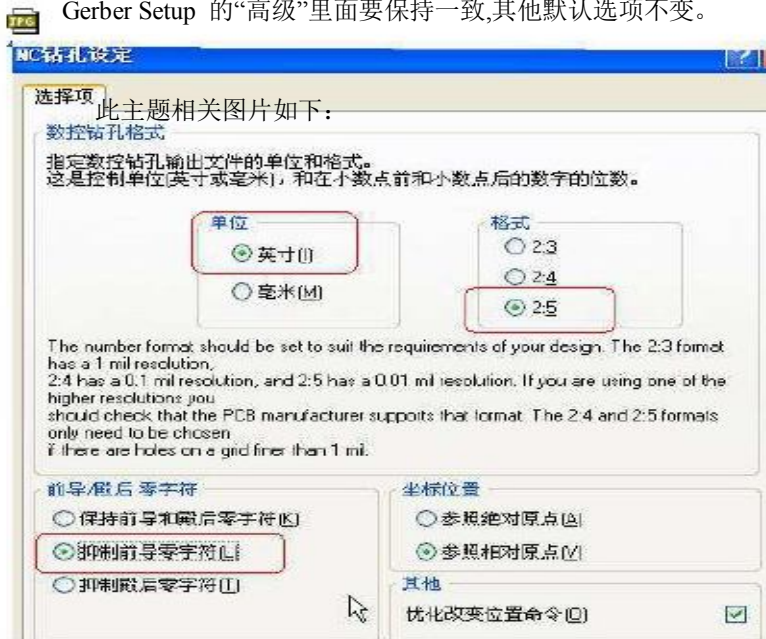 Gerber Setup 的“高级”里面要保持一致,其他默认选项不变。
JPG
NC钻孔设定
选择项
此主题相关图片如下：
数控钻孔格式
指定数控钻孔输出文件的单位和格式。
这是控制单位[英寸或毫米]，和在小数点前和小数点后的数字的位数。
单位
英寸[I]
毫米[M]
格式
2:3
2:4
2:5
The number format should be set to suit the requirements of your design. The 2:3 format
has a 1 mil resolution,
2:4 has a 0.1 mil resolution, and 2:5 has a 0.01 mil resolution. If you are using one of the
higher resolutions you
should check that the PCB manufacturer supports that format. The 2:4 and 2:5 formats
only need to be chosen
if there are holes on a grid finer than 1 mil.
前导/殿后 零字符
保持前导和殿后零字符[K]
抑制前导零字符[L]
抑制殿后零字符[T]
坐标位置
参照绝对原点[A]
参照相对原点[V]
其他
优化改变位置命令[O]